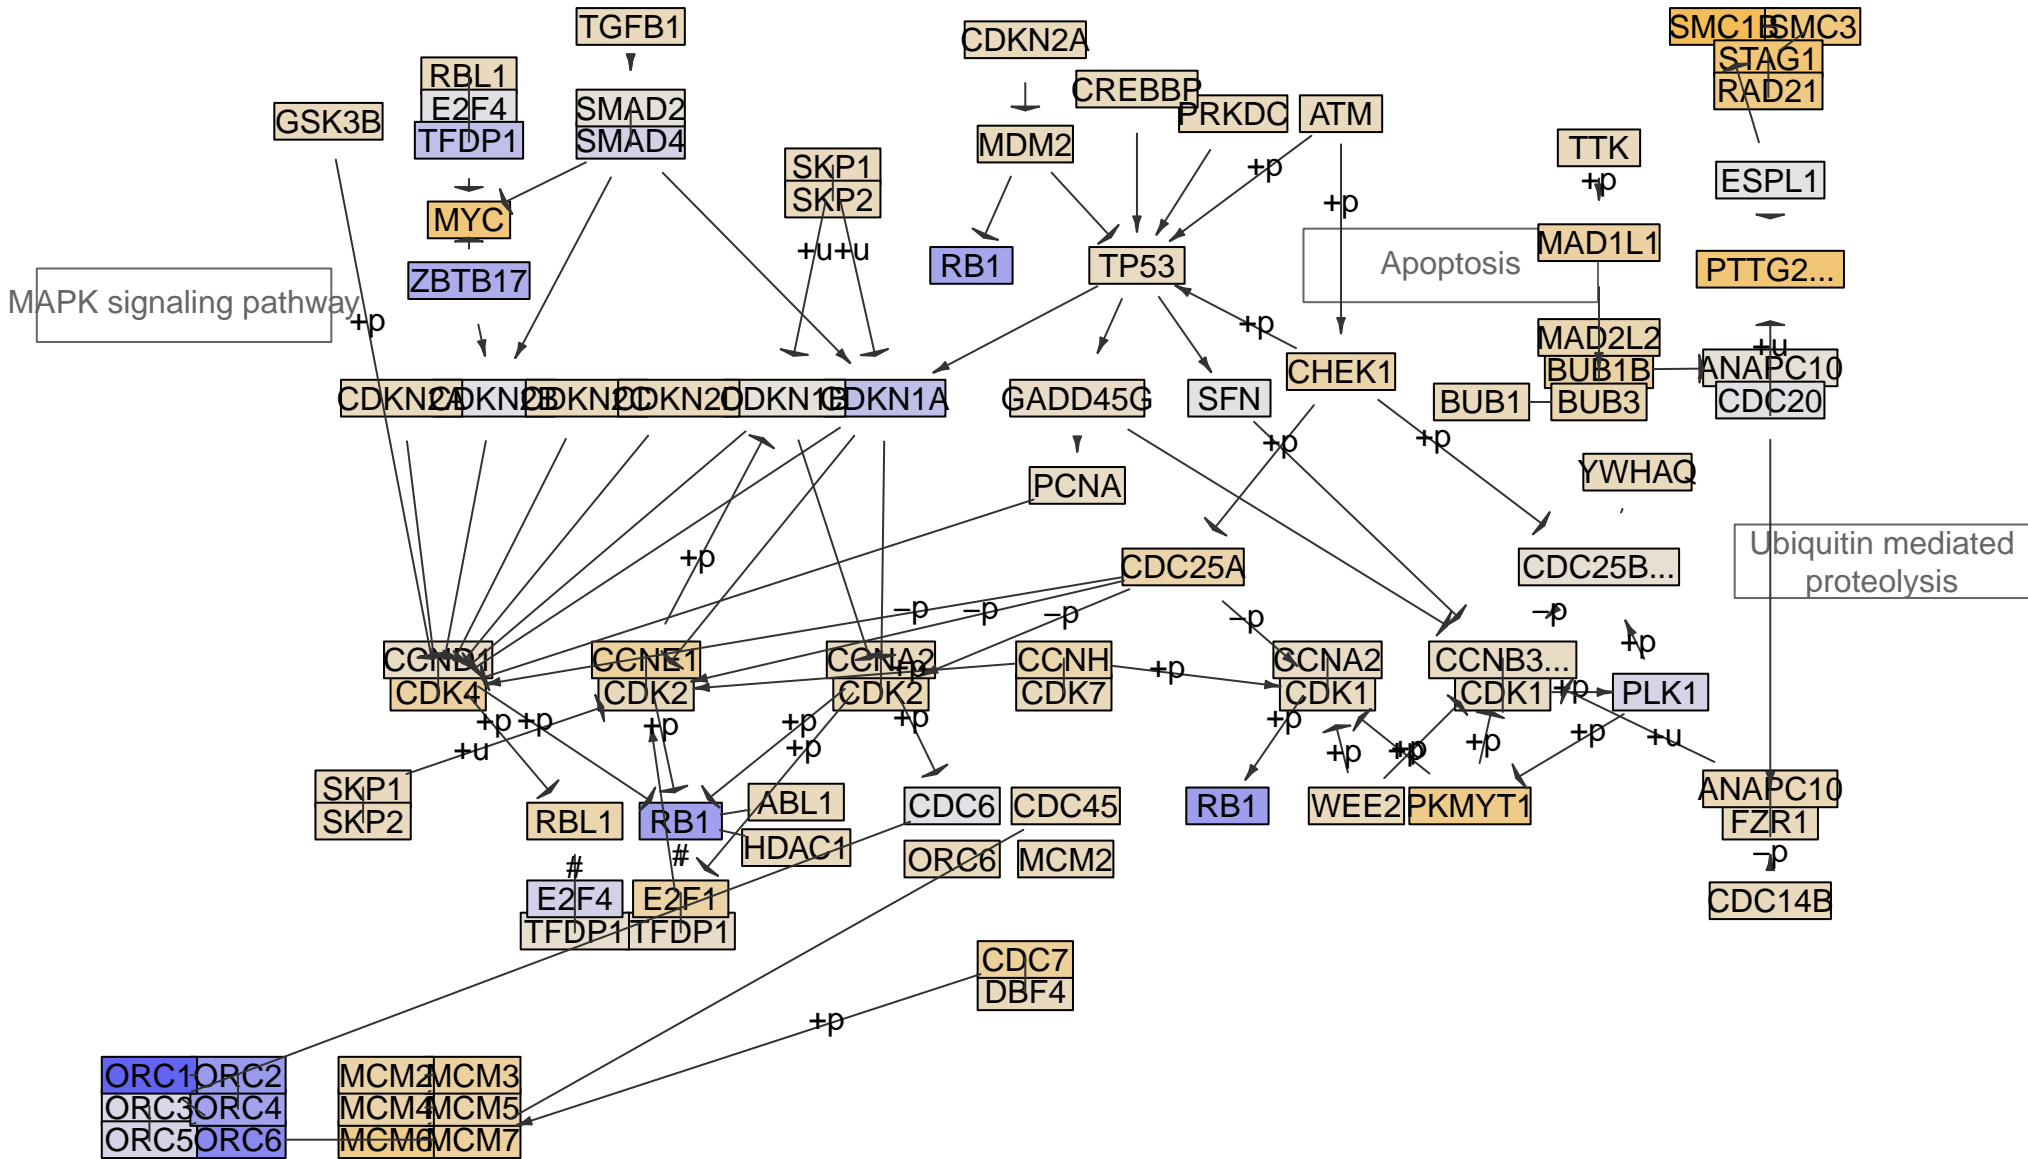 TGFB1
CDKN2A
SMC1B
SMC3
STAG1
RAD21
RBL1
E2F4
TFDP1
GSK3B
SMAD2
SMAD4
CREBBP
PRKDC
ATM
MDM2
SKP1
SKP2
TTK
+p
ESPL1
MYC
+p
+p
MAD1L1
ZBTB17
+u
+u
RB1
TP53
Apoptosis
PTTG2...
MAPK signaling pathway
+p
+p
MAD2L2
+u
BUB1B
ANAPC10
CHEK1
BUB1
BUB3
CDC20
CDKN2A
CDKN2B
CDKN2C
CDKN2D
CDKN1B
CDKN1A
GADD45G
SFN
+p
+p
YWHAQ
PCNA
+p
CDC25A
CDC25B...
Ubiquitin mediated
proteolysis
−p
−p
−p
−p
−p
+p
CCND1
CDK4
CCNE1
CDK2
CCNA2
CDK2
+p
CCNH
CDK7
+p
CCNA2
CDK1
CCNB3...
CDK1
+p
PLK1
+p
+p
+u
+p
+p
+p
+p
+p
+p
+p
+p
+p
+p
+u
SKP1
SKP2
RBL1
RB1
ABL1
HDAC1
CDC6
CDC45
ORC6
MCM2
RB1
WEE2
PKMYT1
ANAPC10
FZR1
−p
CDC14B
#
#
E2F4
TFDP1
E2F1
TFDP1
CDC7
DBF4
+p
ORC1
ORC2
ORC3
ORC4
ORC5
ORC6
MCM2
MCM3
MCM4
MCM5
MCM6
MCM7